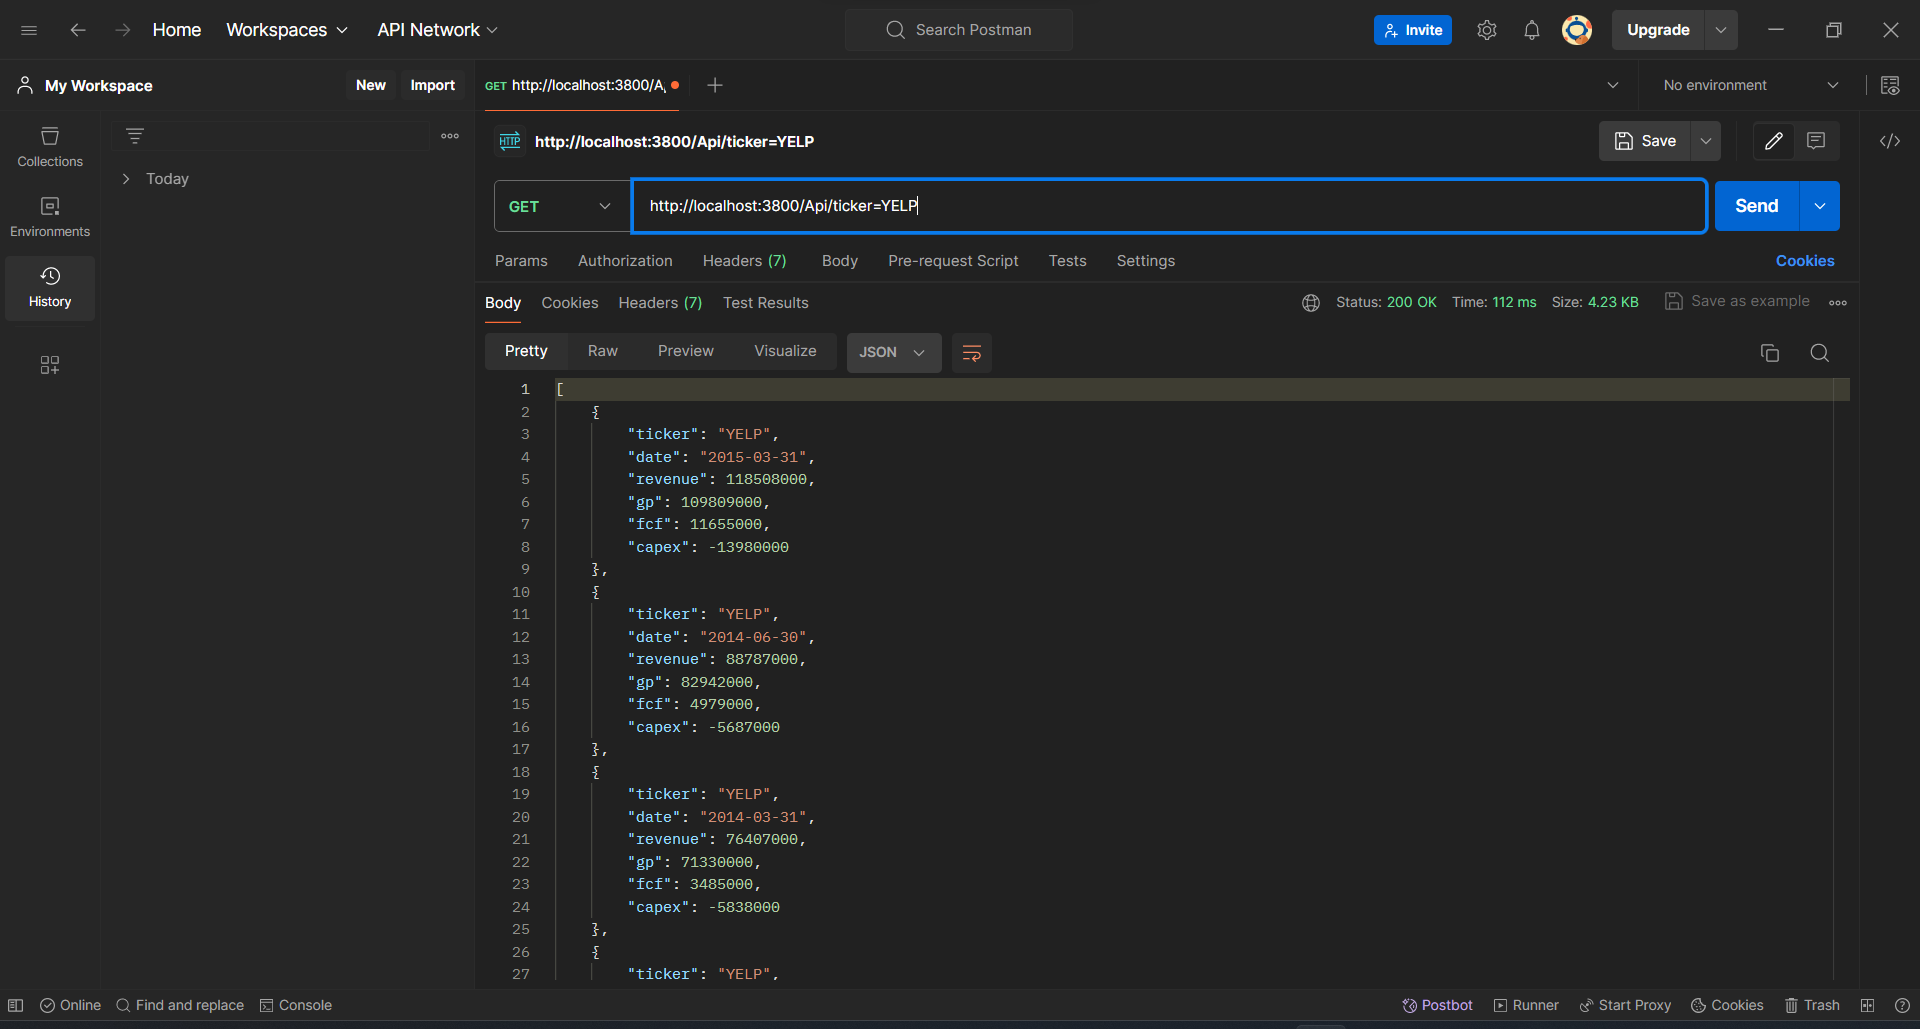 Home Workspaces API Network Search Postman Invite Upgrade
My Workspace New Import GET http://localhost:3800/A No environment
HTTP http://localhost:3800/Api/ticker=YELP Save
Collections
Today
Environments
History
GET http://localhost:3800/Api/ticker=YELP Send
Params Authorization Headers (7) Body Pre-request Script Tests Settings Cookies
Body Cookies Headers (7) Test Results Status: 200 OK Time: 112 ms Size: 4.23 KB Save as example
Pretty Raw Preview Visualize JSON
1 [
2 {
3 "ticker": "YELP",
4 "date": "2015-03-31",
5 "revenue": 118508000,
6 "gp": 109809000,
7 "fcf": 11655000,
8 "capex": -13980000
9 },
10 {
11 "ticker": "YELP",
12 "date": "2014-06-30",
13 "revenue": 88787000,
14 "gp": 82942000,
15 "fcf": 4979000,
16 "capex": -5687000
17 },
18 {
19 "ticker": "YELP",
20 "date": "2014-03-31",
21 "revenue": 76407000,
22 "gp": 71330000,
23 "fcf": 3485000,
24 "capex": -5838000
25 },
26 {
27 "ticker": "YELP",
Online Find and replace Console Postbot Runner Start Proxy Cookies Trash